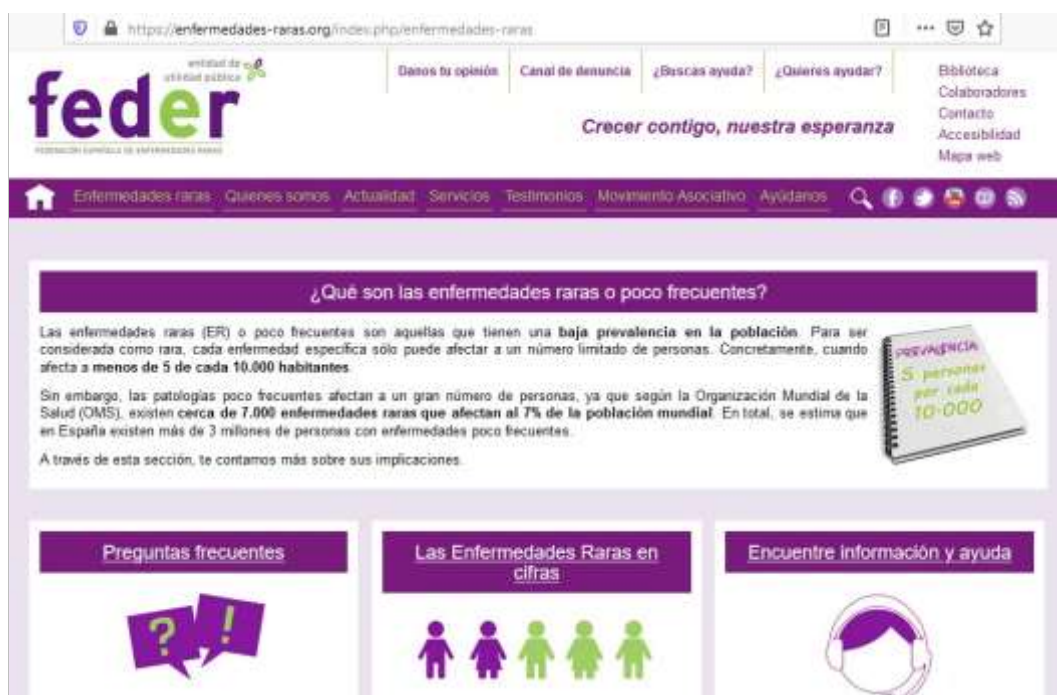 https://enfermedades-raras.org/index.php/enfermedades-raras
entidad de
utilidad pública
feder
FEDERACIÓN ESPAÑOLA DE ENFERMEDADES RARAS
Danos tu opinión
Canal de denuncia
¿Buscas ayuda?
¿Quieres ayudar?
Biblioteca
Colaboradores
Contacto
Accesibilidad
Mapa web
Crecer contigo, nuestra esperanza
Enfermedades raras Quienes somos Actualidad Servicios Testimonios Movimiento Asociativo Ayúdanos
¿Qué son las enfermedades raras o poco frecuentes?
Las enfermedades raras (ER) o poco frecuentes son aquellas que tienen una baja prevalencia en la población. Para ser
considerada como rara, cada enfermedad específica sólo puede afectar a un número limitado de personas. Concretamente, cuando
afecta a menos de 5 de cada 10.000 habitantes.
Sin embargo, las patologías poco frecuentes afectan a un gran número de personas, ya que según la Organización Mundial de la
Salud (OMS), existen cerca de 7.000 enfermedades raras que afectan al 7% de la población mundial. En total, se estima que
en España existen más de 3 millones de personas con enfermedades poco frecuentes.
A través de esta sección, te contamos más sobre sus implicaciones.
PREVALENCIA
5 personas
por cada
10.000
Preguntas frecuentes
Las Enfermedades Raras en
cifras
Encuentre información y ayuda
? !